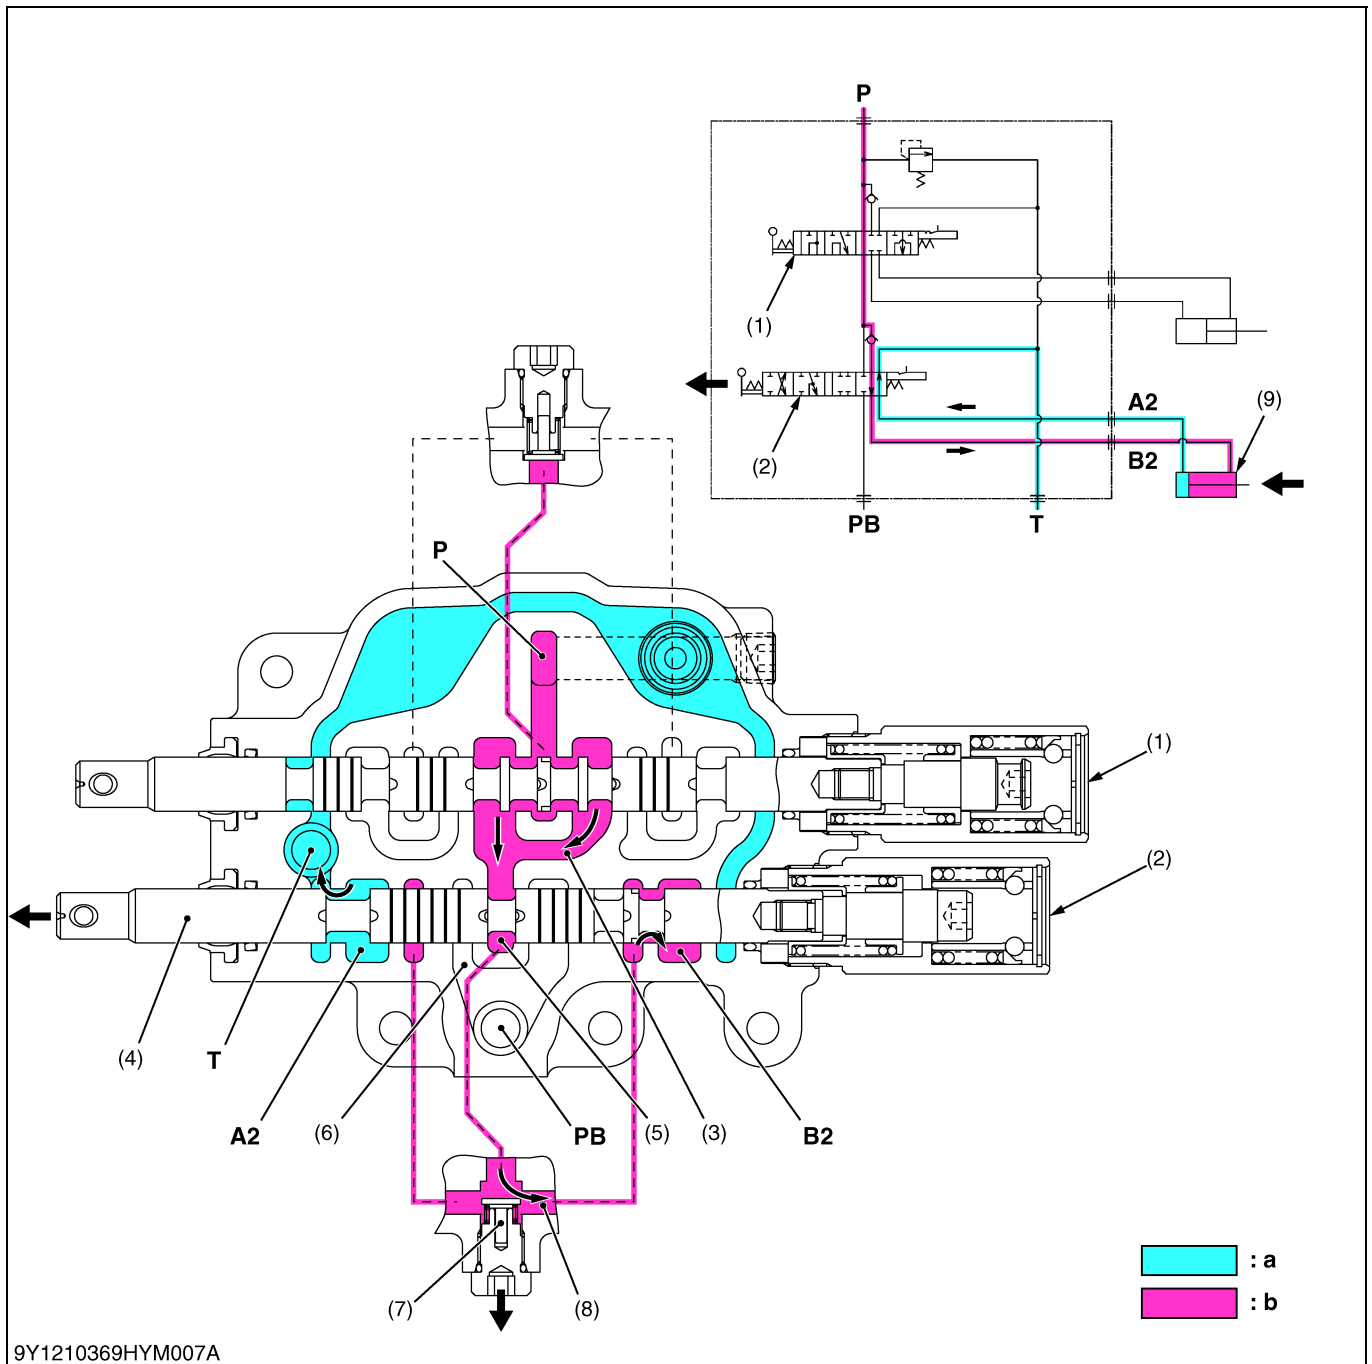 P
(1)
(2)
A2
(9)
B2
PB
T
P
(1)
(2)
(4)
T
A2
(6)
PB
(5)
(3)
B2
(7)
(8)
: a
: b
9Y1210369HYM007A